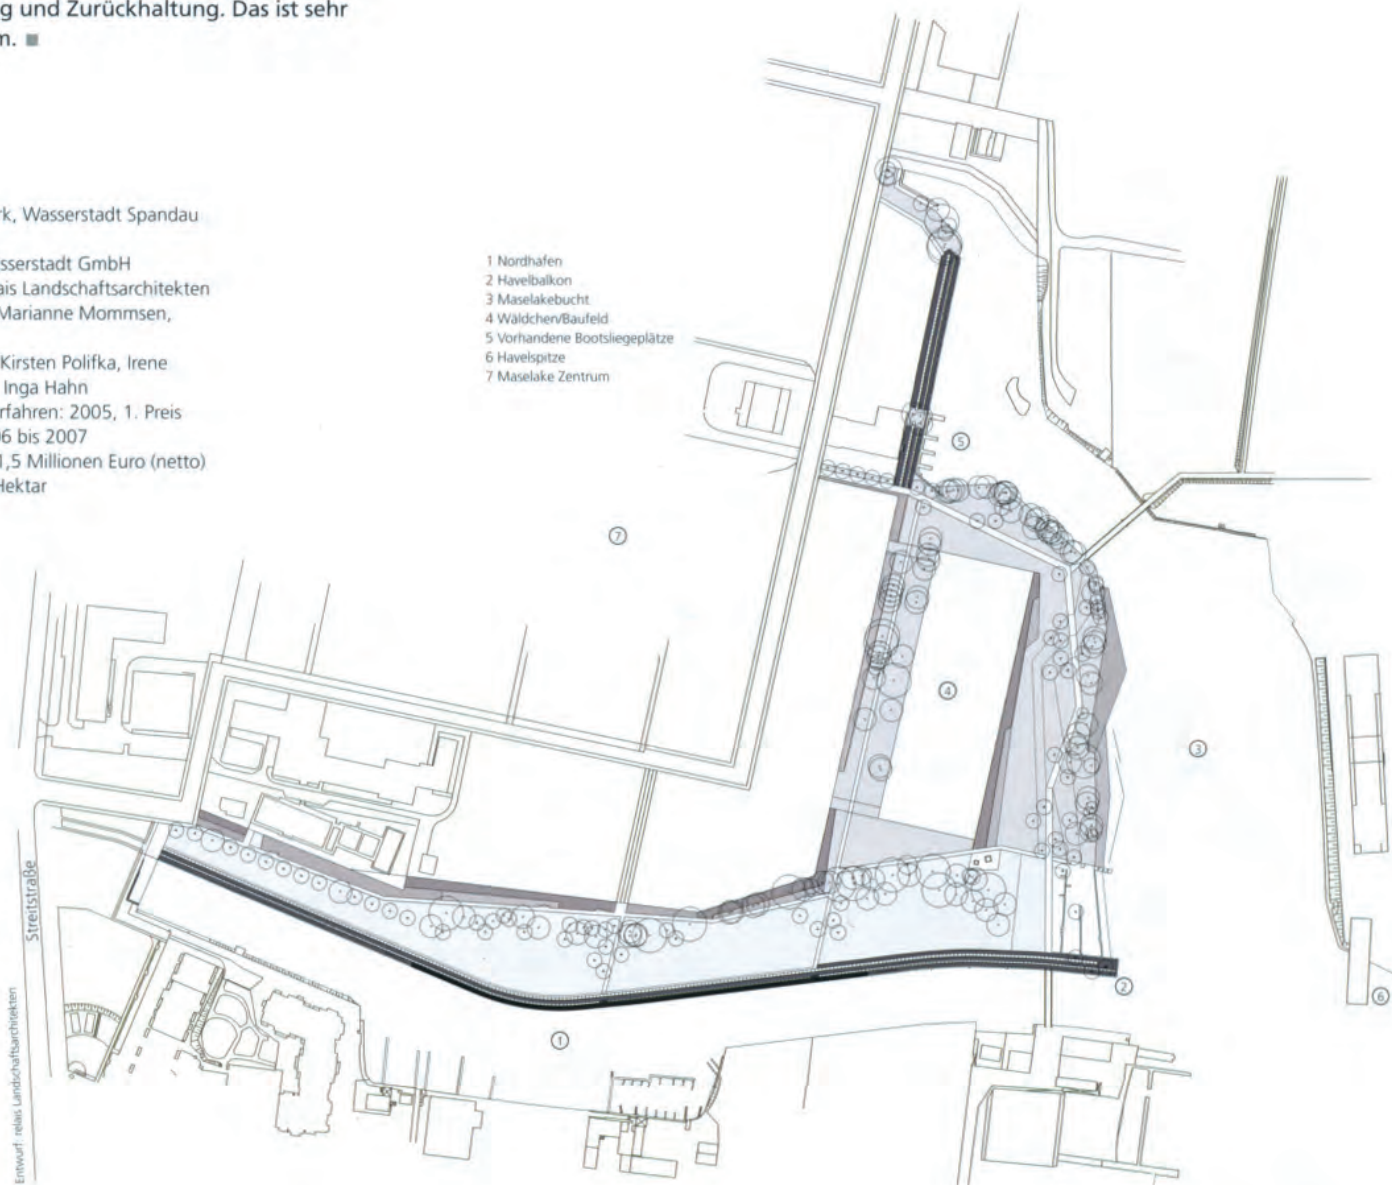 g und Zurückhaltung. Das ist sehr
n. ■
rk, Wasserstadt Spandau
sserstadt GmbH
ais Landschaftsarchitekten
Marianne Mommsen,
Kirsten Polifka, Irene
Inga Hahn
rfahren: 2005, 1. Preis
06 bis 2007
1,5 Millionen Euro (netto)
Hektar
1 Nordhafen
2 Havelbalkon
3 Maselakebucht
4 Wäldchen/Baufeld
5 Vorhandene Bootsliegeplätze
6 Havelspitze
7 Maselake Zentrum
5
7
4
3
2
6
1
Streitstraße
Entwurf: relais Landschaftsarchitekten